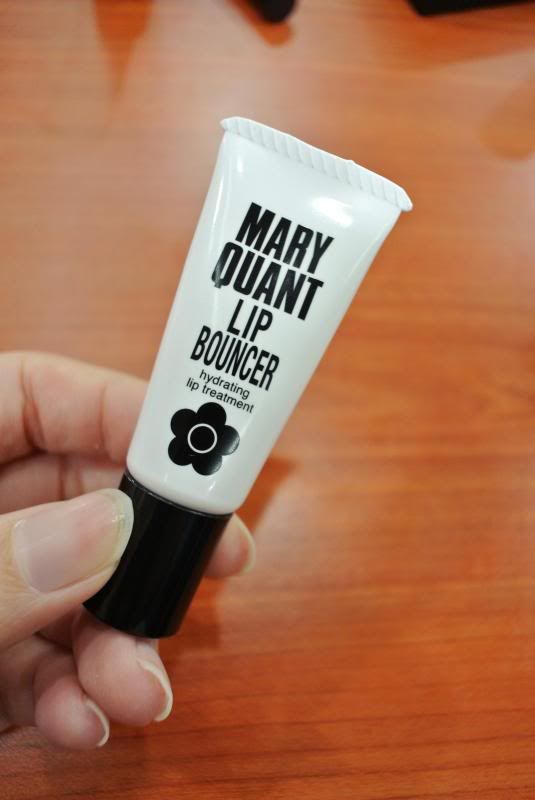 MARY
QUANT
LIP
BOUNCER
hydrating
lip treatment